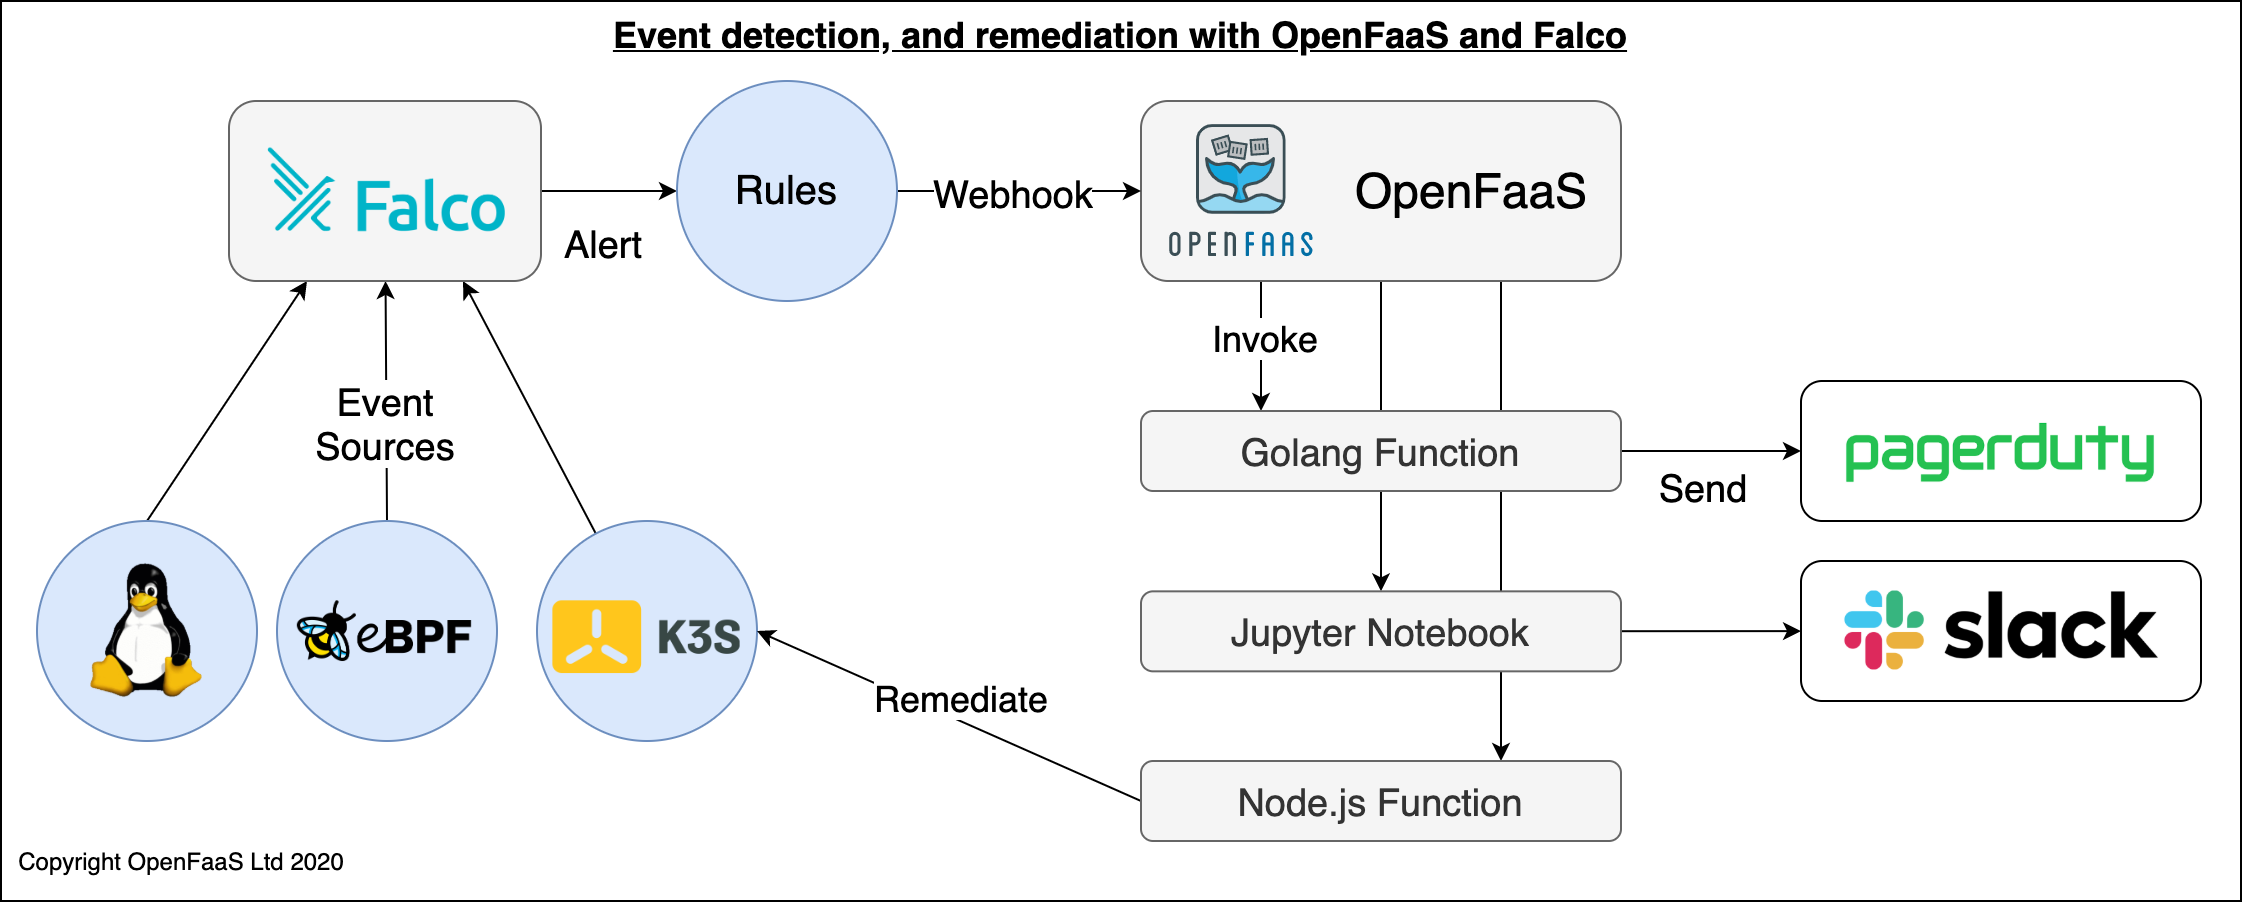 Event detection, and remediation with OpenFaaS and Falco
Falco
Alert
Rules
Webhook
OPENFAAS
OpenFaaS
Invoke
Event
Sources
Golang Function
Send
pagerduty
eBPF
K3S
Jupyter Notebook
slack
Remediate
Node.js Function
Copyright OpenFaaS Ltd 2020